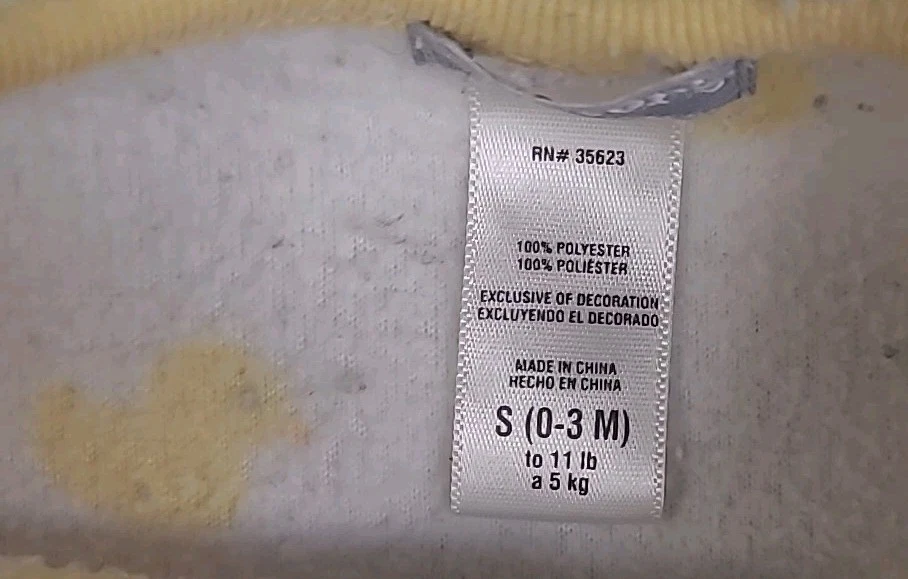 RN# 35623
100% POLYESTER
100% POLIÉSTER
EXCLUSIVE OF DECORATION
EXCLUYENDO EL DECORADO
MADE IN CHINA
HECHO EN CHINA
S (0-3 M)
to 11 lb
a 5 kg